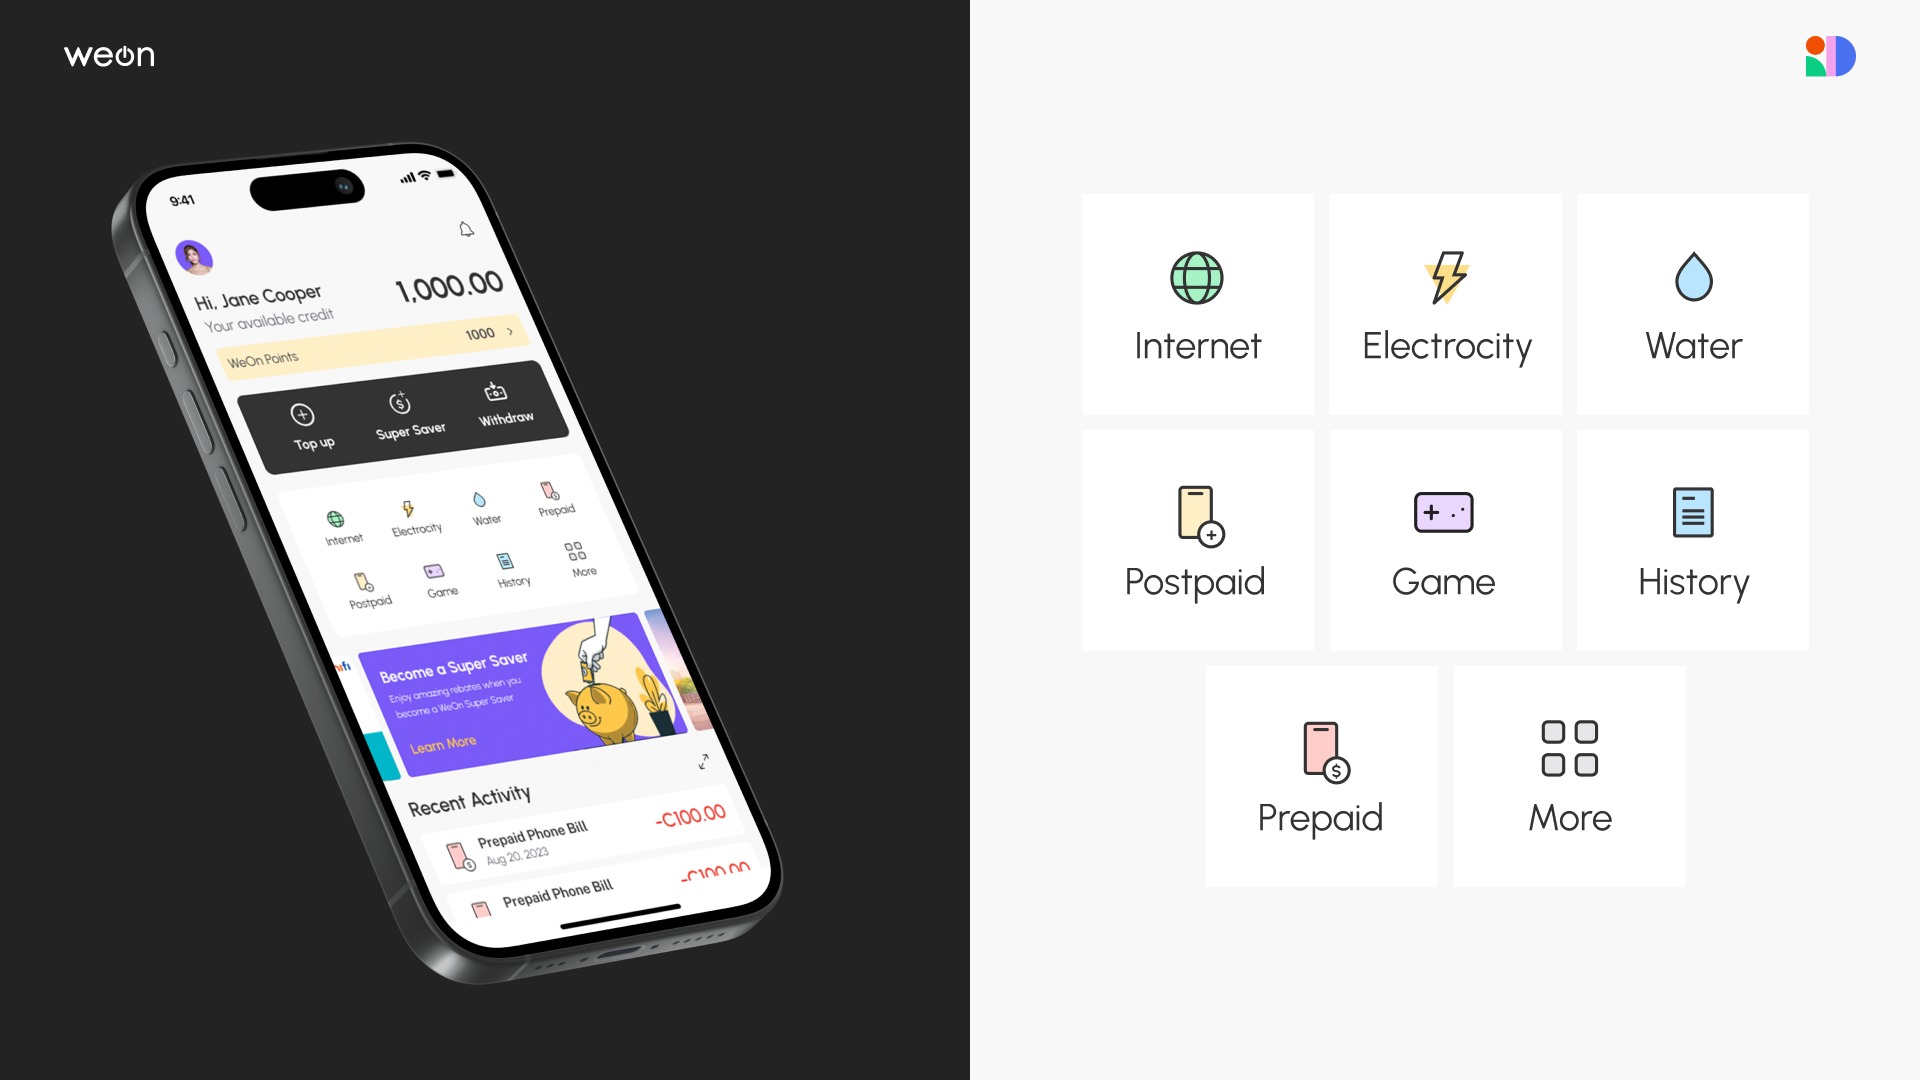 weon
9:41
Hi, Jane Cooper
Your available credit
1,000.00
WeOn Points
1000
Top up
Super Saver
Withdraw
Internet
Electrocity
Water
Prepaid
Postpaid
Game
History
More
Become a Super Saver
Enjoy amazing rebates when you
become a WeOn Super Saver
Learn More
Recent Activity
Prepaid Phone Bill
Aug 20, 2023
-C100.00
Prepaid Phone Bill
-C100.00
Internet
Electrocity
Water
Postpaid
Game
History
Prepaid
More